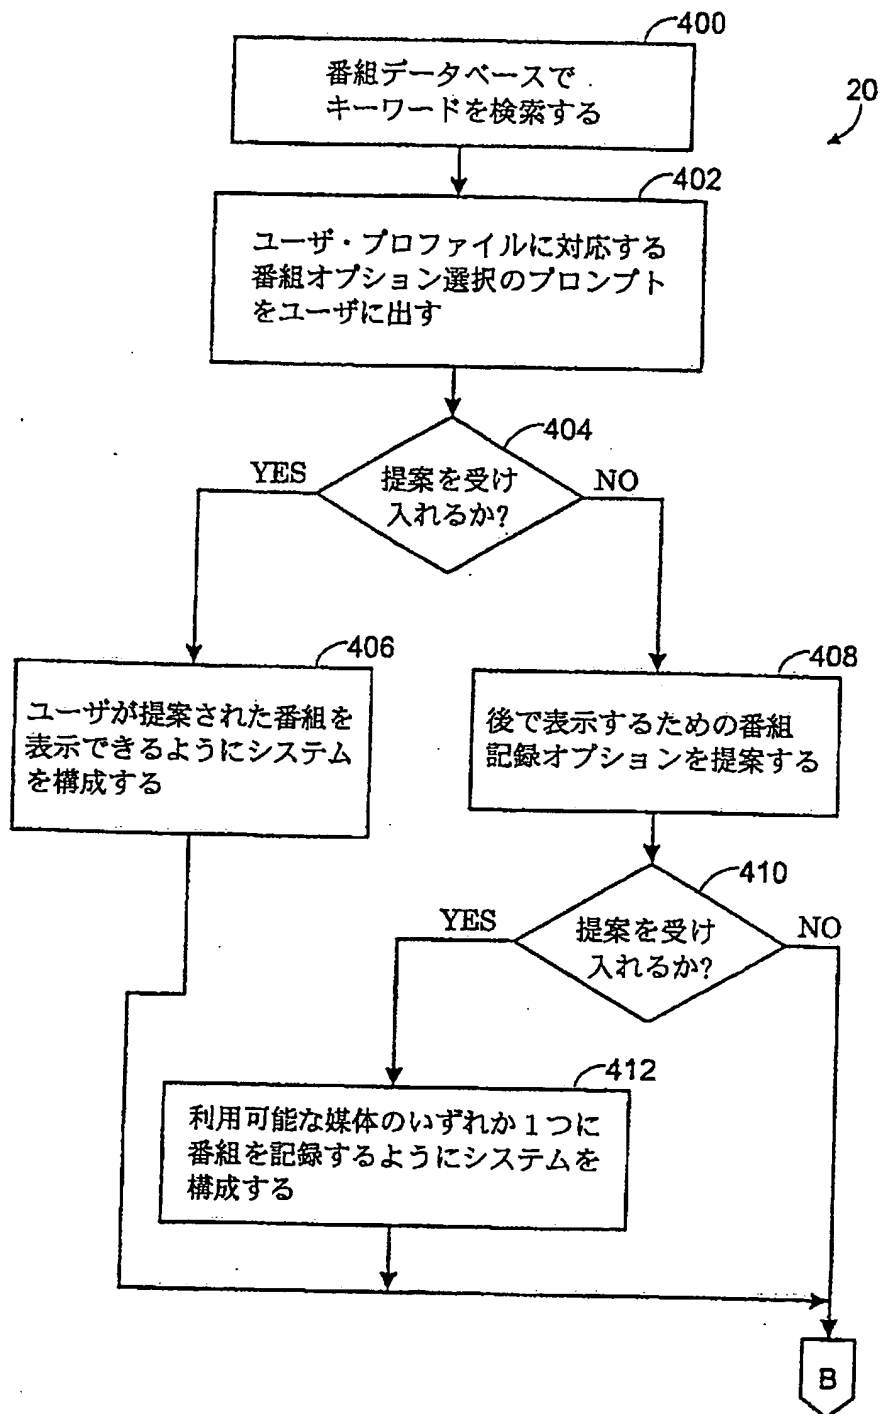 400
番組データベースで
キーワードを検索する
20
402
ユーザ・プロファイルに対応する
番組オプション選択のプロンプト
をユーザに出す
404
YES
提案を受け
入れるか?
NO
406
ユーザが提案された番組を
表示できるようにシステム
を構成する
408
後で表示するための番組
記録オプションを提案する
410
YES
提案を受け
入れるか?
NO
412
利用可能な媒体のいずれか1つに
番組を記録するようにシステムを
構成する
B